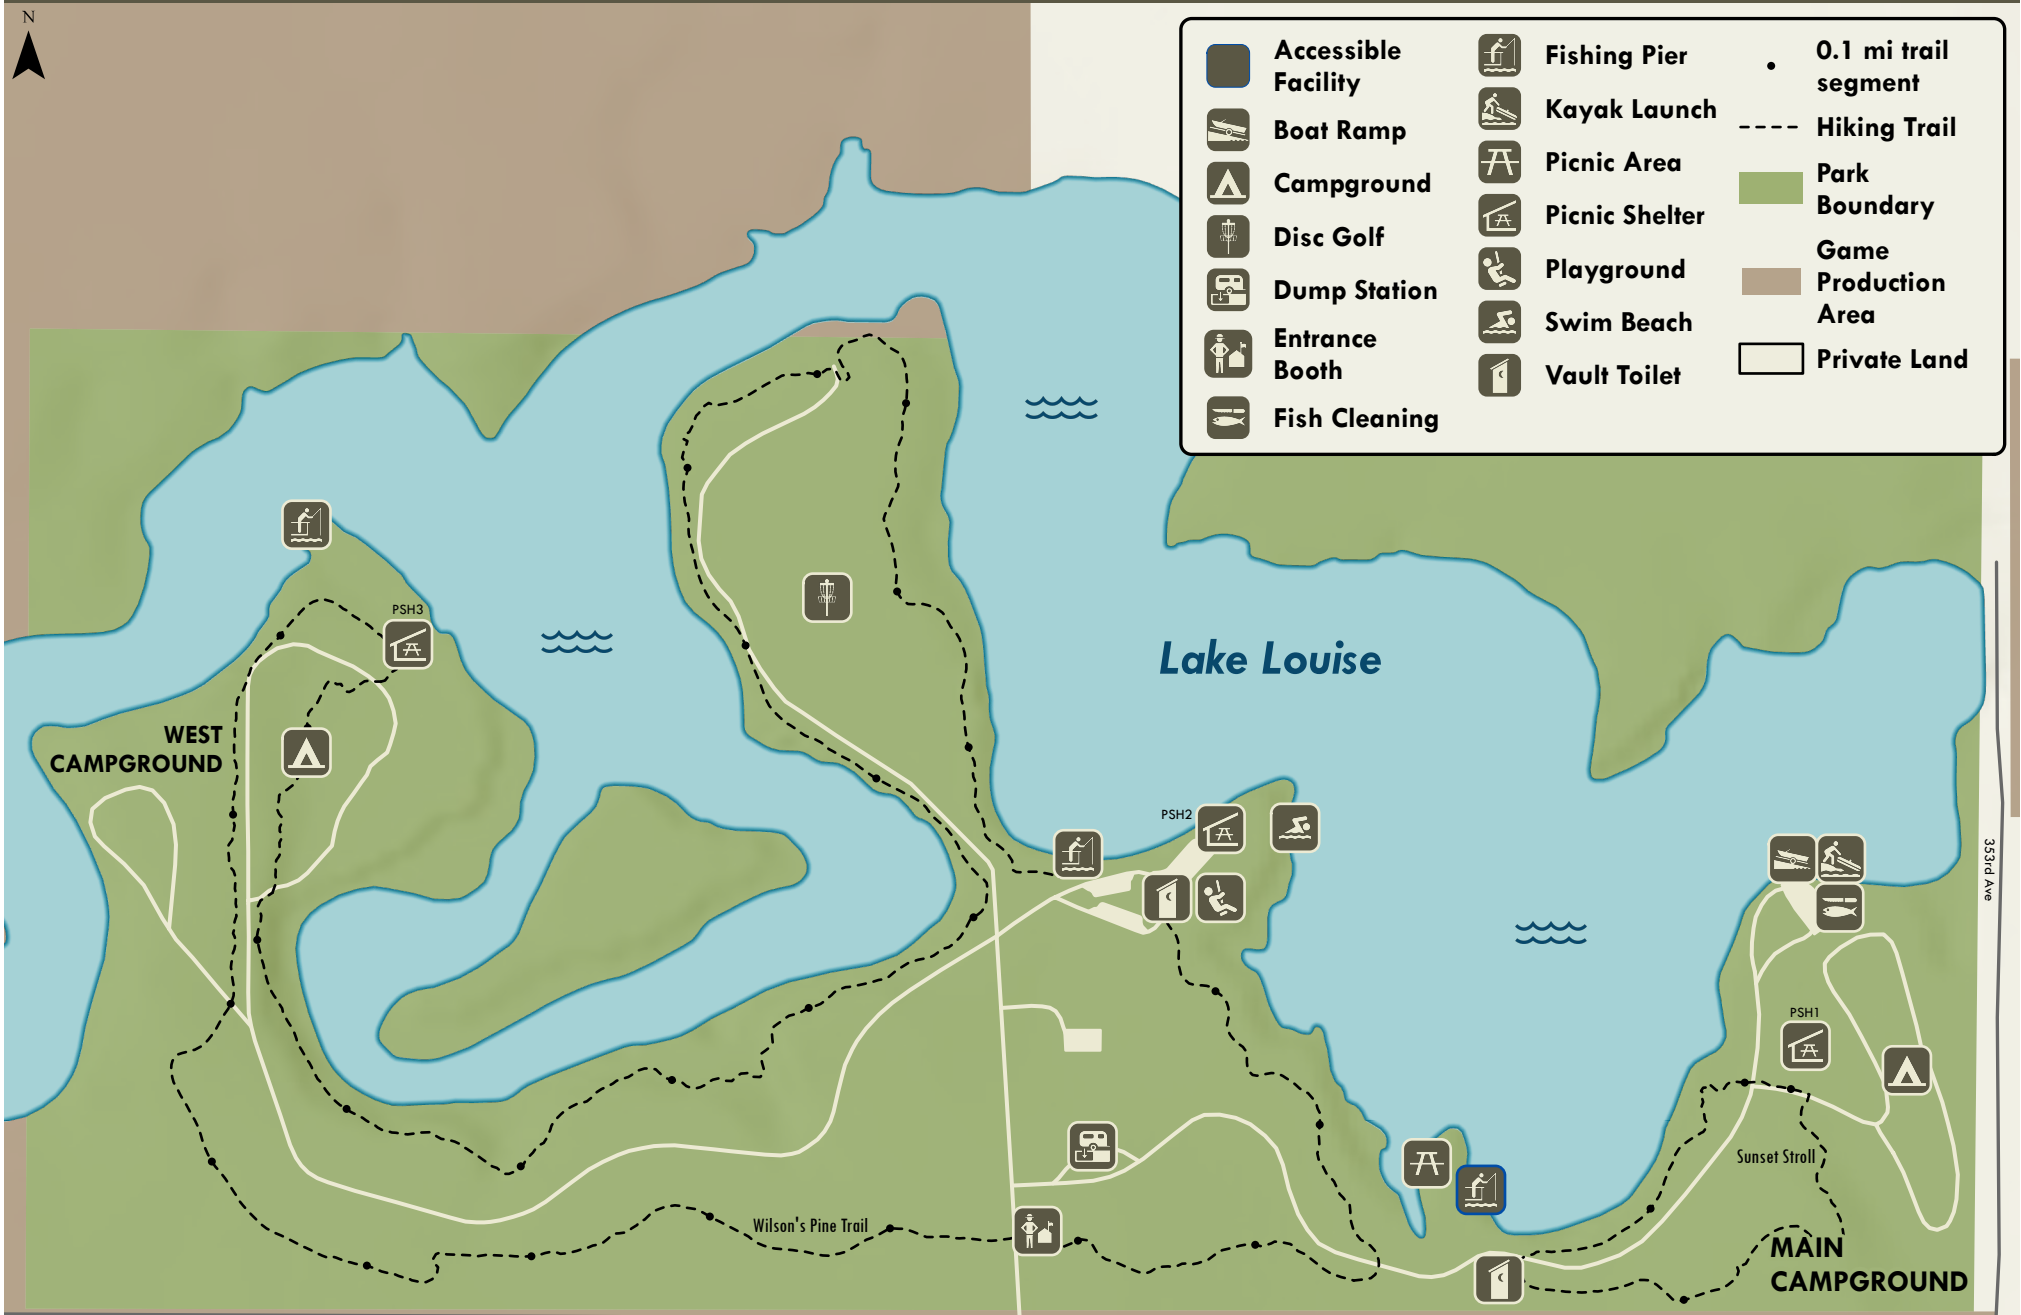 N
Accessible
Facility
Boat Ramp
Campground
Disc Golf
Dump Station
Entrance
Booth
Fish Cleaning
Fishing Pier
Kayak Launch
Picnic Area
Picnic Shelter
Playground
Swim Beach
Vault Toilet
0.1 mi trail
segment
Hiking Trail
Park
Boundary
Game
Production
Area
Private Land
PSH3
WEST
CAMPGROUND
Lake Louise
PSH2
353rd Ave
PSH1
Sunset Stroll
Wilson's Pine Trail
MAIN
CAMPGROUND